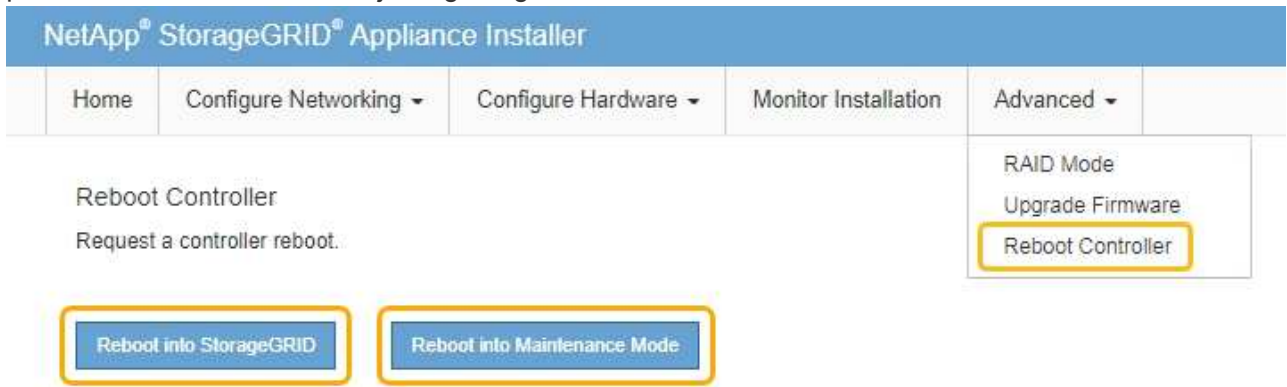 NetApp® StorageGRID® Appliance Installer
Home Configure Networking Configure Hardware Monitor Installation Advanced
RAID Mode
Upgrade Firmware
Reboot Controller
Reboot Controller
Request a controller reboot.
Reboot into StorageGRID Reboot into Maintenance Mode